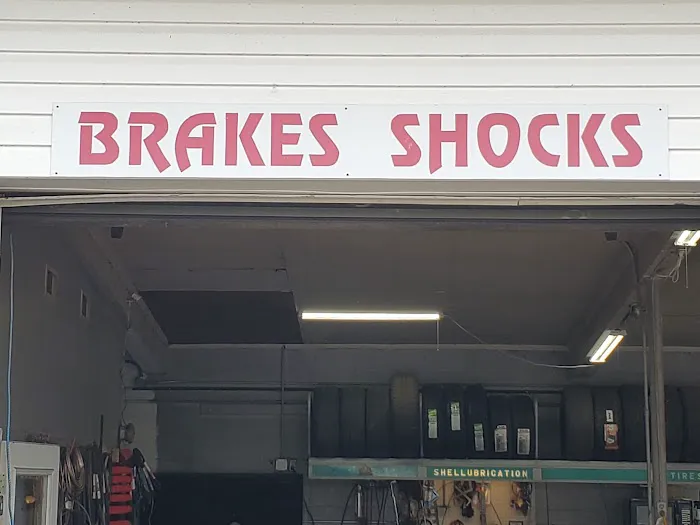 BRAKES SHOCKS
SHELLUBRICATION
TIRES